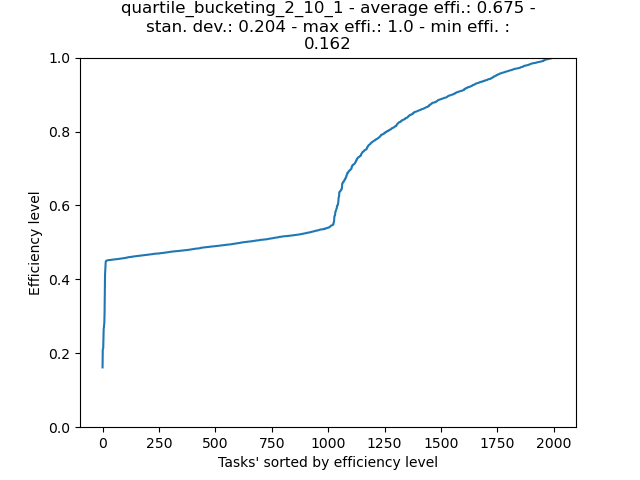 quartile_bucketing_2_10_1 - average effi.: 0.675 -
stan. dev.: 0.204 - max effi.: 1.0 - min effi. :
0.162
1.0
0.8
0.6
0.4
0.2
0.0
Efficiency level
0 250 500 750 1000 1250 1500 1750 2000
Tasks' sorted by efficiency level